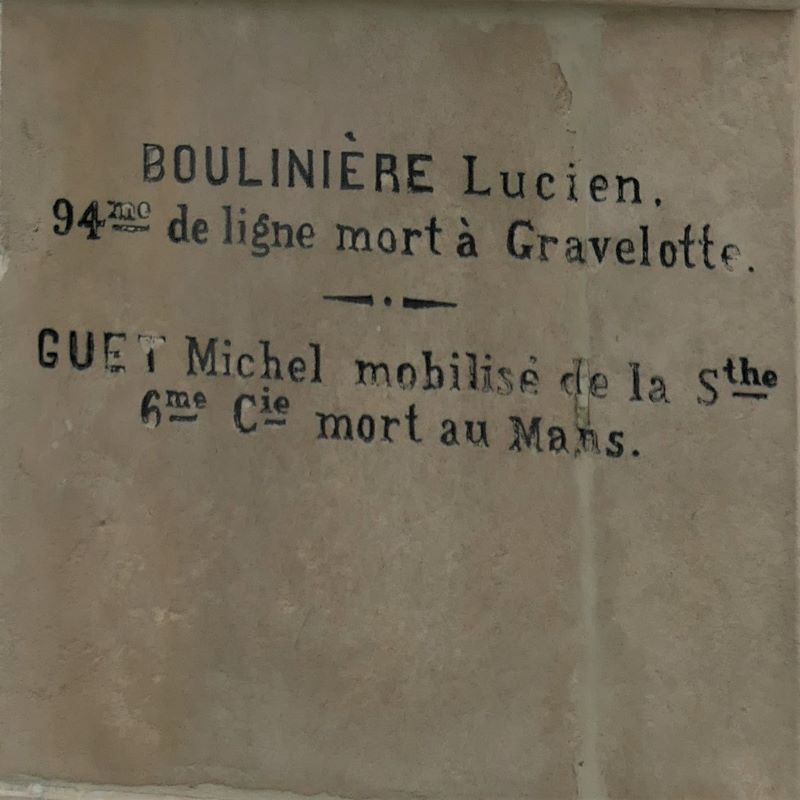 BOULINIÈRE Lucien.
94me de ligne mort à Gravelotte.
GUET Michel mobilisé de la Sthe
6me Cie mort au Mans.